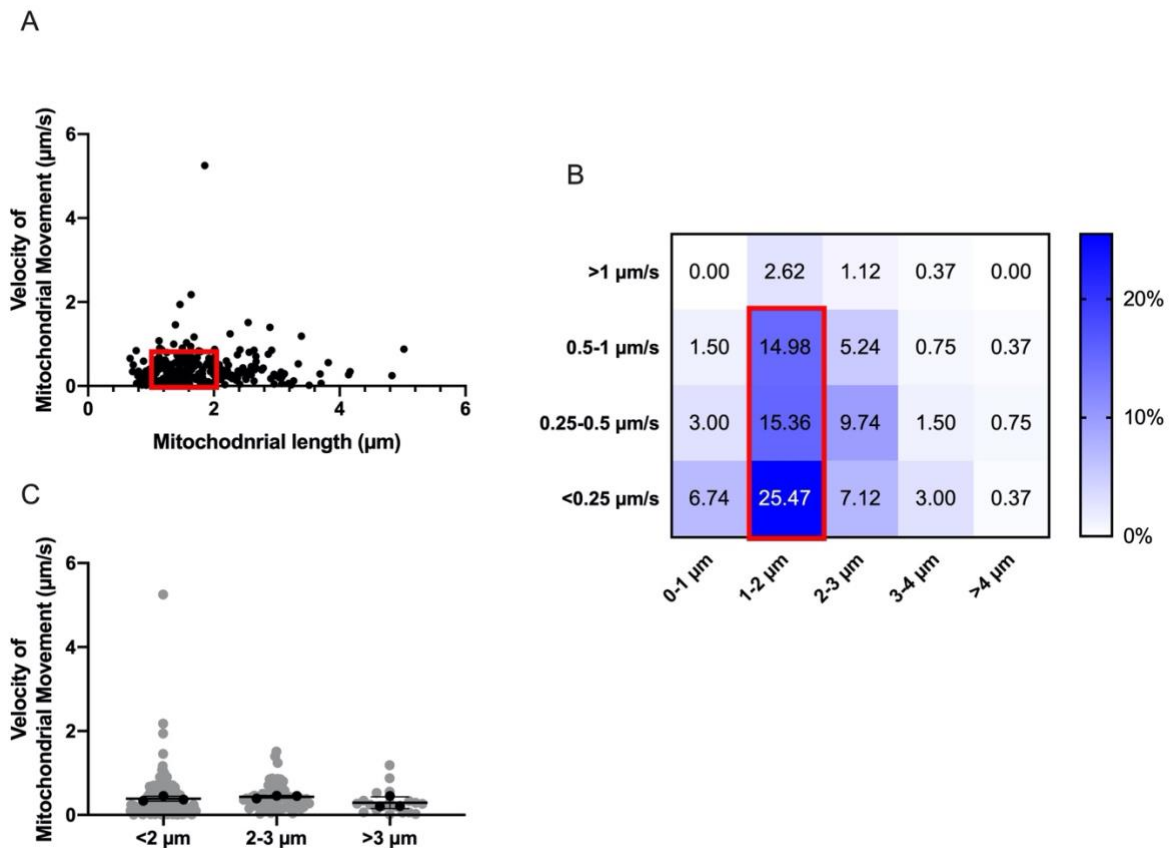 A
Velocity of
Mitochondrial Movement (µm/s)
6
4
2
0
0 2 4 6
Mitochodnrial length (µm)
B
>1 µm/s 0.00 2.62 1.12 0.37 0.00
0.5-1 µm/s 1.50 14.98 5.24 0.75 0.37
0.25-0.5 µm/s 3.00 15.36 9.74 1.50 0.75
<0.25 µm/s 6.74 25.47 7.12 3.00 0.37
0-1 µm 1-2 µm 2-3 µm 3-4 µm >4 µm
20%
10%
0%
C
Velocity of
Mitochondrial Movement (µm/s)
6
4
2
0
<2 µm 2-3 µm >3 µm